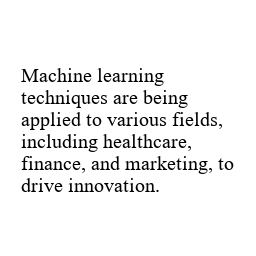 Machine learning
techniques are being
applied to various fields,
including healthcare,
finance, and marketing, to
drive innovation.